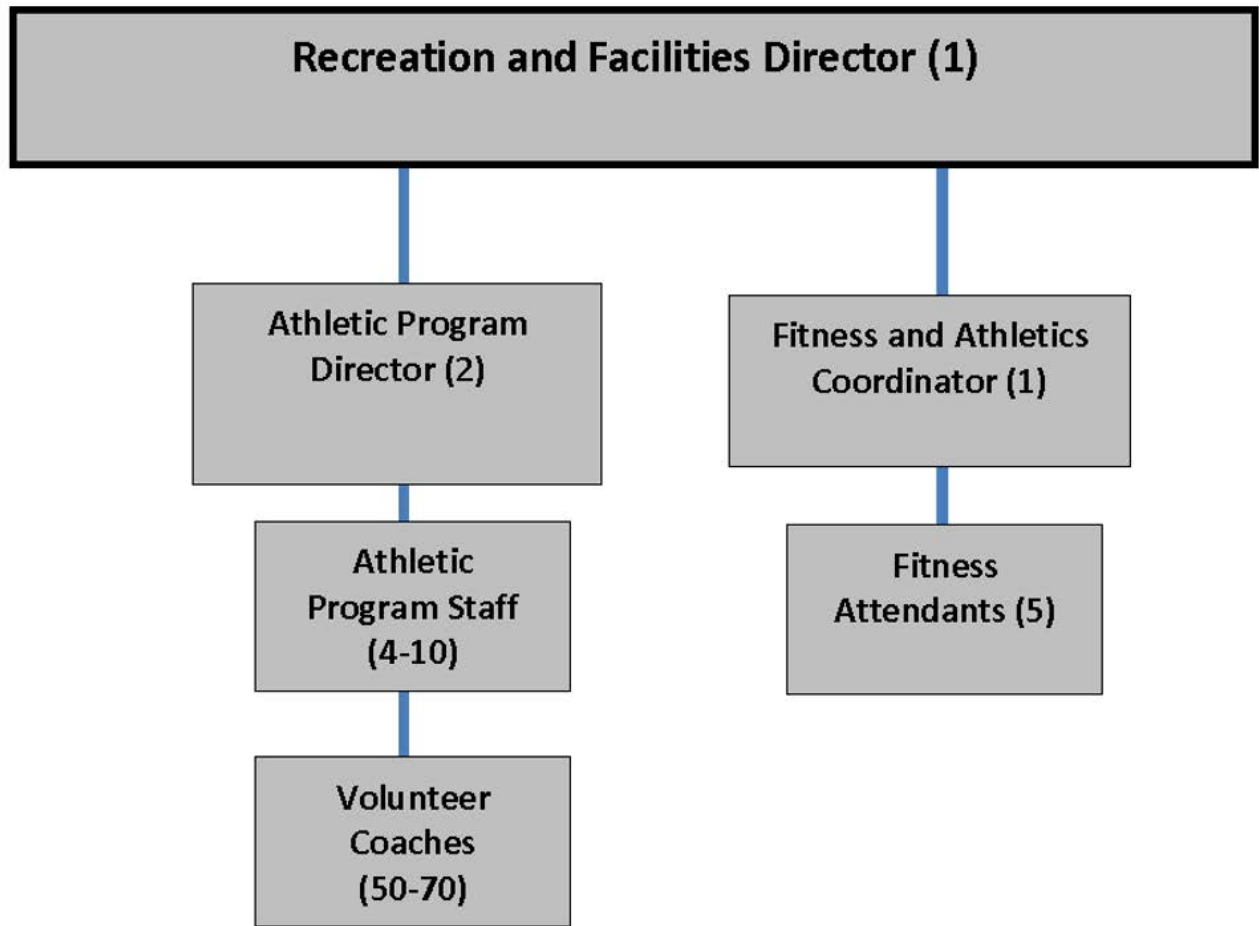 Recreation and Facilities Director (1)
Athletic Program
Director (2)
Athletic
Program Staff
(4-10)
Volunteer
Coaches
(50-70)
Fitness and Athletics
Coordinator (1)
Fitness
Attendants (5)